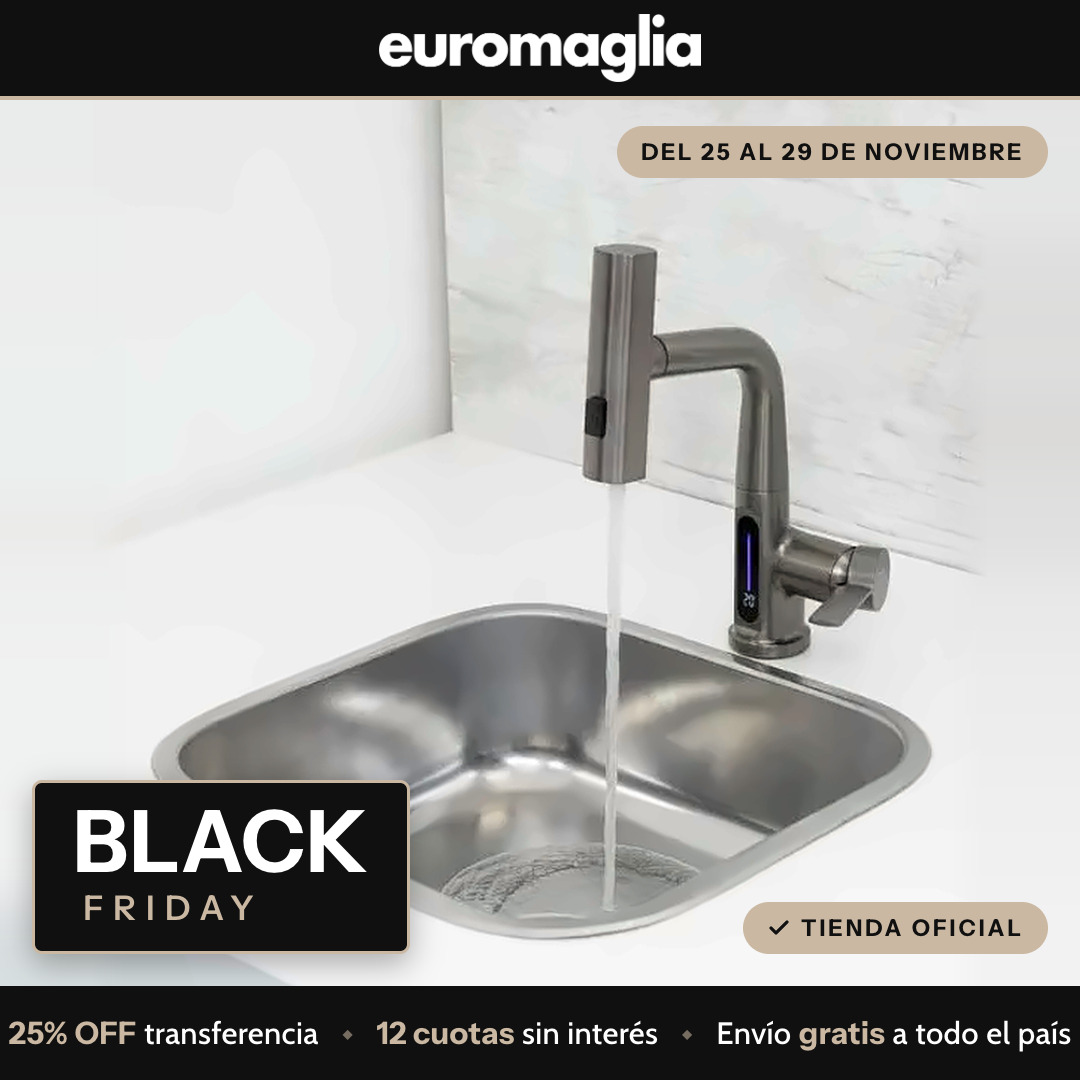 euromaglia
DEL 25 AL 29 DE NOVIEMBRE
BLACK
FRIDAY
✓ TIENDA OFICIAL
25% OFF transferencia ◆ 12 cuotas sin interés ◆ Envío gratis a todo el país